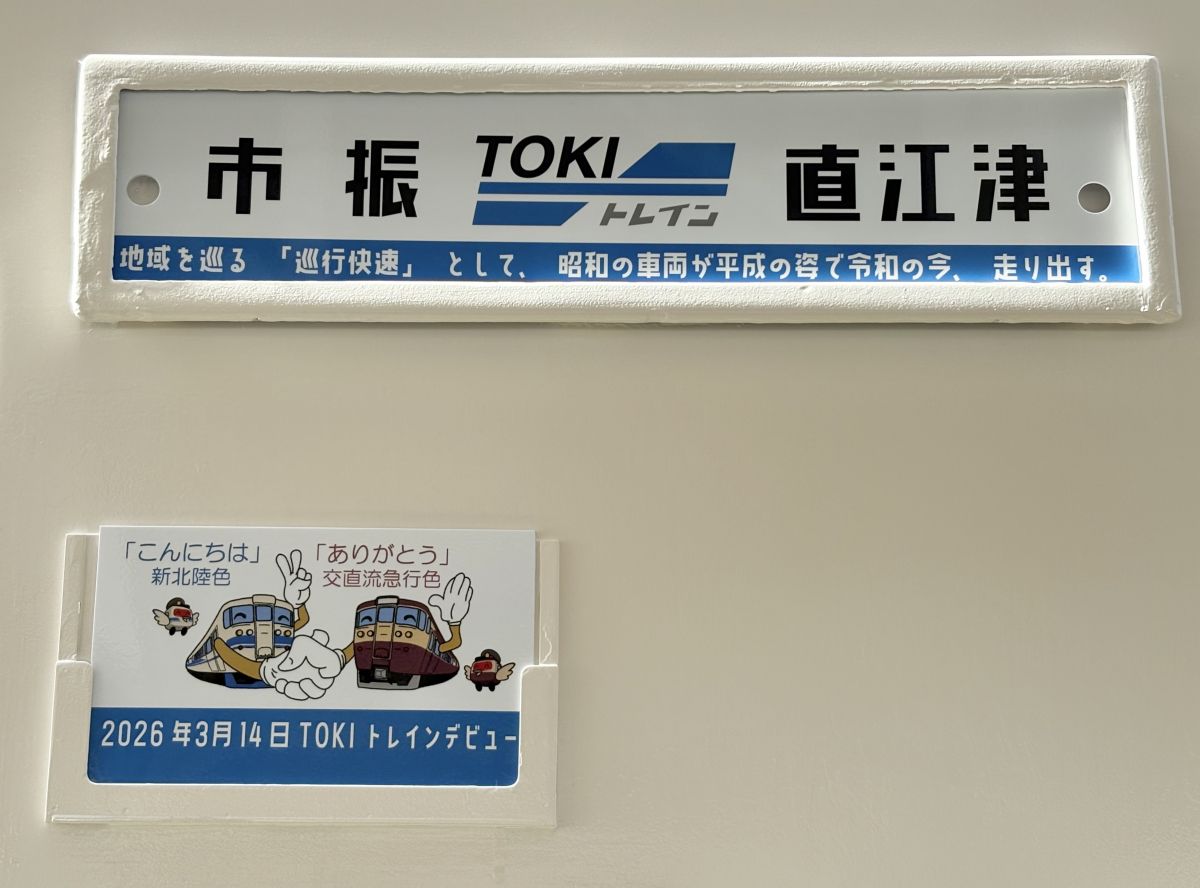 市振 TOKI トレイン 直江津
地域を巡る 「巡行快速」 として、 昭和の車両が平成の姿で令和の今、 走り出す。
「こんにちは」 「ありがとう」
新北陸色 交直流急行色
2026年3月14日TOKIトレインデビュー